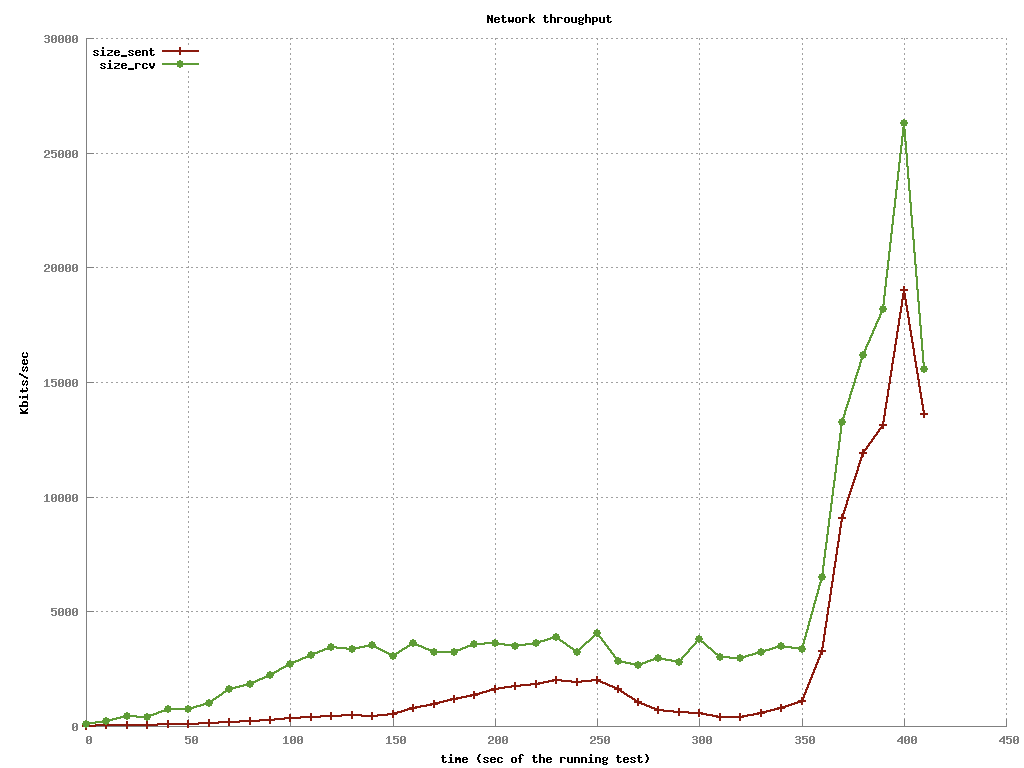 Network throughput
30000
size_sent
size_rcv
25000
20000
15000
Kbits/sec
10000
5000
0
0 50 100 150 200 250 300 350 400 450
time (sec of the running test)